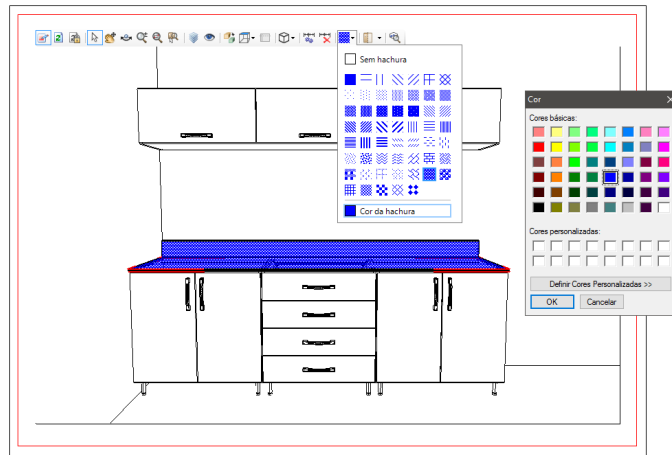 Sem hachura
Cor da hachura
Cor
Cores básicas:
Cores personalizadas:
Definir Cores Personalizadas >>
OK
Cancelar